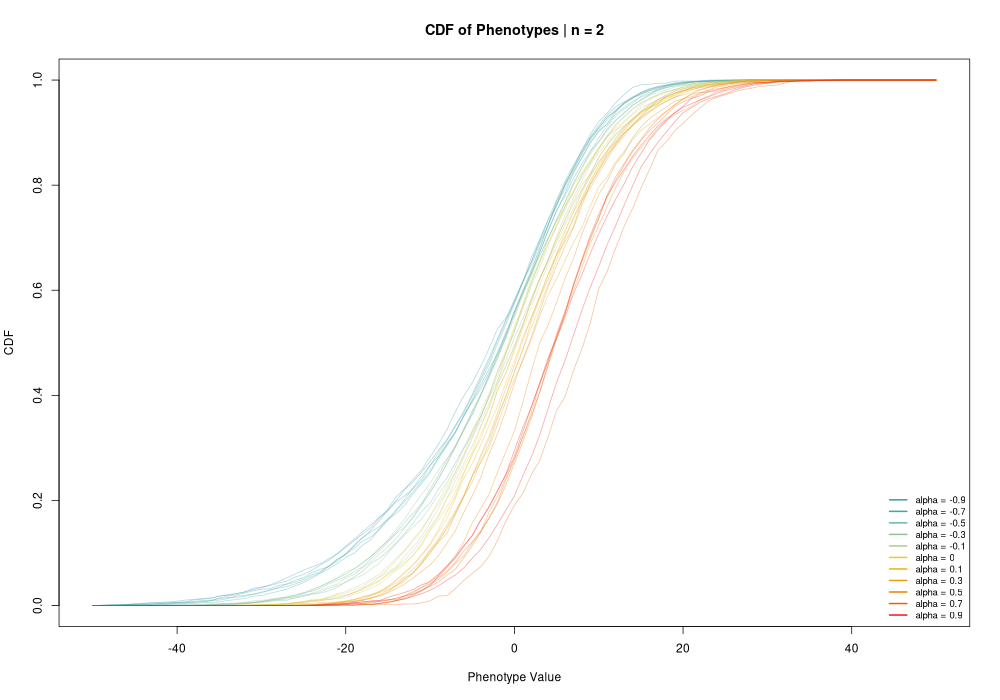 CDF of Phenotypes | n = 2
CDF
1.0
0.8
0.6
0.4
0.2
0.0
-40
-20
0
20
40
Phenotype Value
alpha = -0.9
alpha = -0.7
alpha = -0.5
alpha = -0.3
alpha = -0.1
alpha = 0
alpha = 0.1
alpha = 0.3
alpha = 0.5
alpha = 0.7
alpha = 0.9